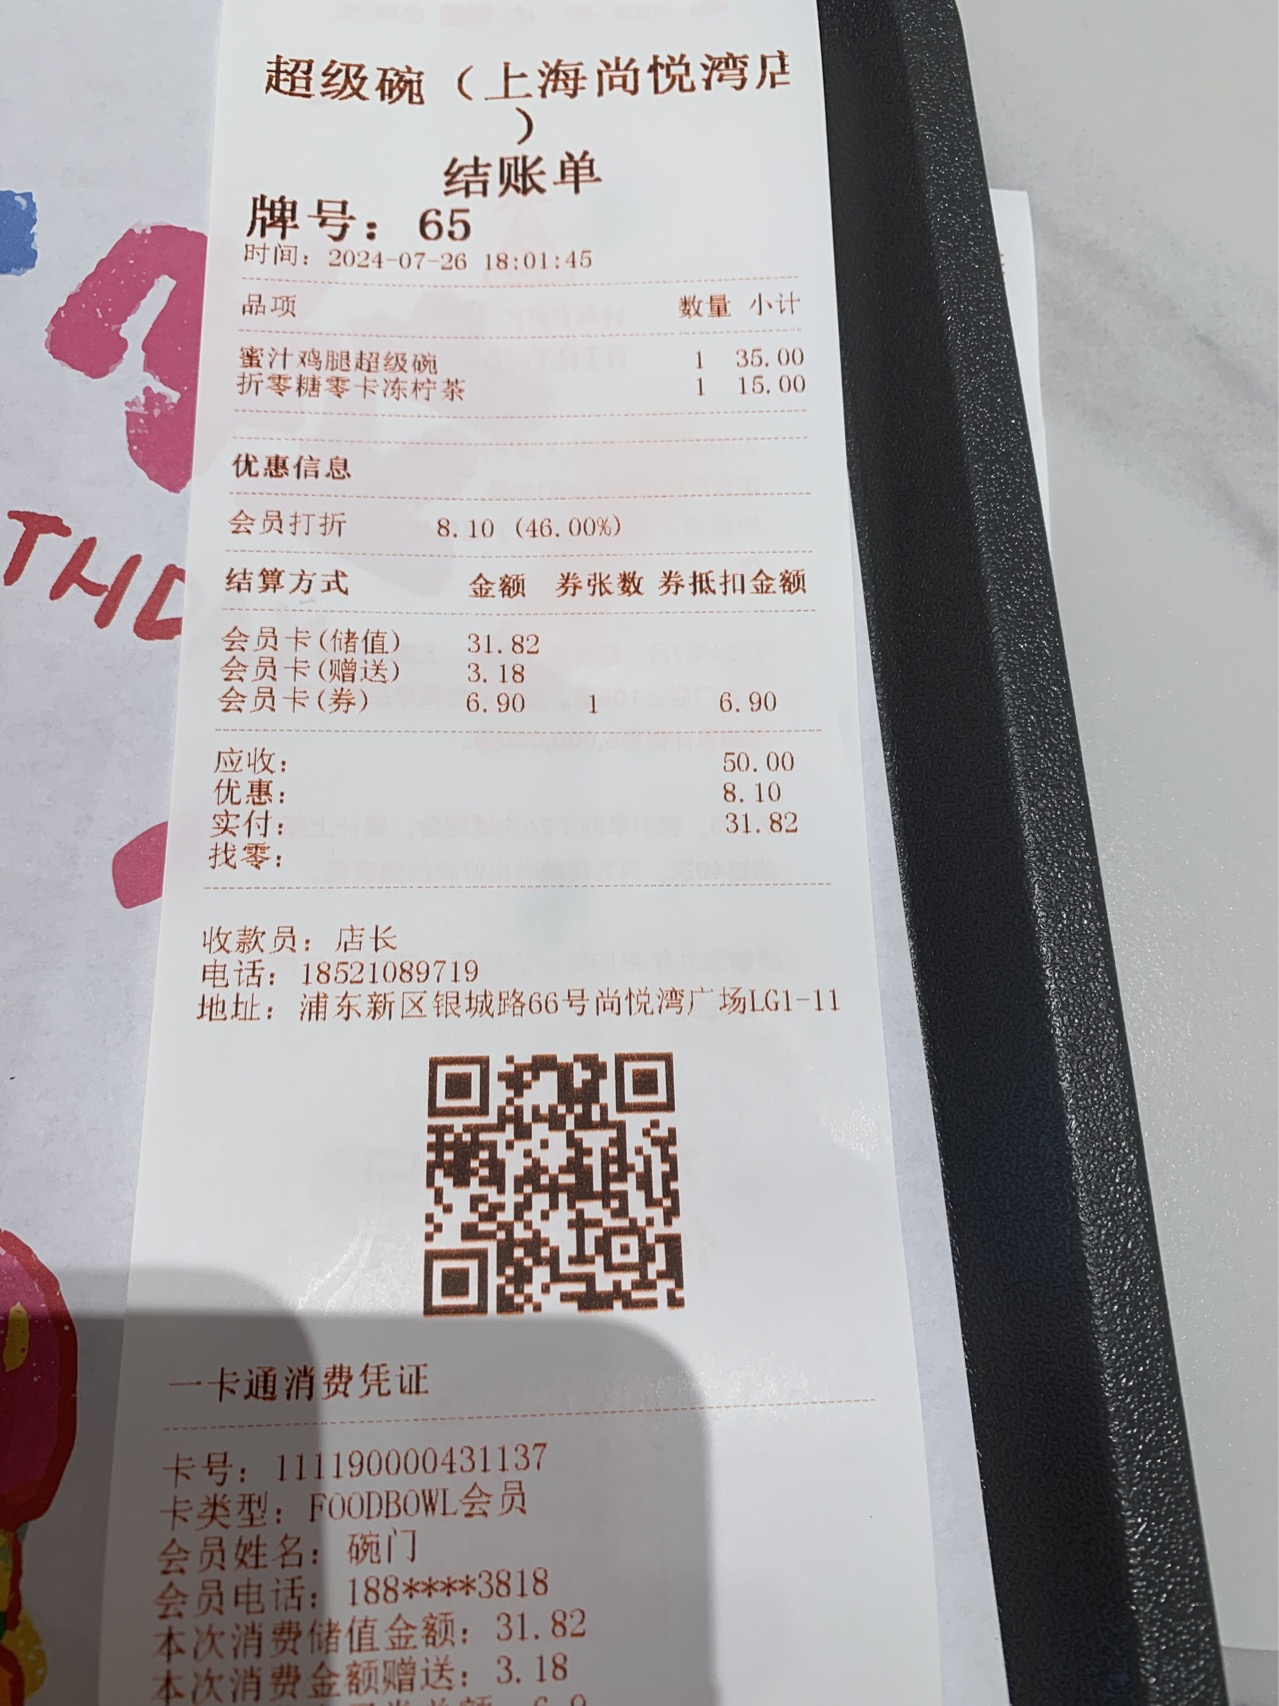 超级碗（上海尚悦湾店
）
结账单
牌号：65
时间：2024-07-26 18:01:45
品项 数量 小计
蜜汁鸡腿超级碗 1 35.00
折零糖零卡冻柠茶 1 15.00
优惠信息
会员打折 8.10 (46.00%)
结算方式 金额 券张数 券抵扣金额
会员卡(储值) 31.82
会员卡(赠送) 3.18
会员卡(券) 6.90 1 6.90
应收： 50.00
优惠： 8.10
实付： 31.82
找零：
收款员：店长
电话：18521089719
地址：浦东新区银城路66号尚悦湾广场LG1-11
一卡通消费凭证
卡号：111190000431137
卡类型：FOODBOWL会员
会员姓名：碗门
会员电话：188****3818
本次消费储值金额：31.82
本次消费金额赠送：3.18
THD